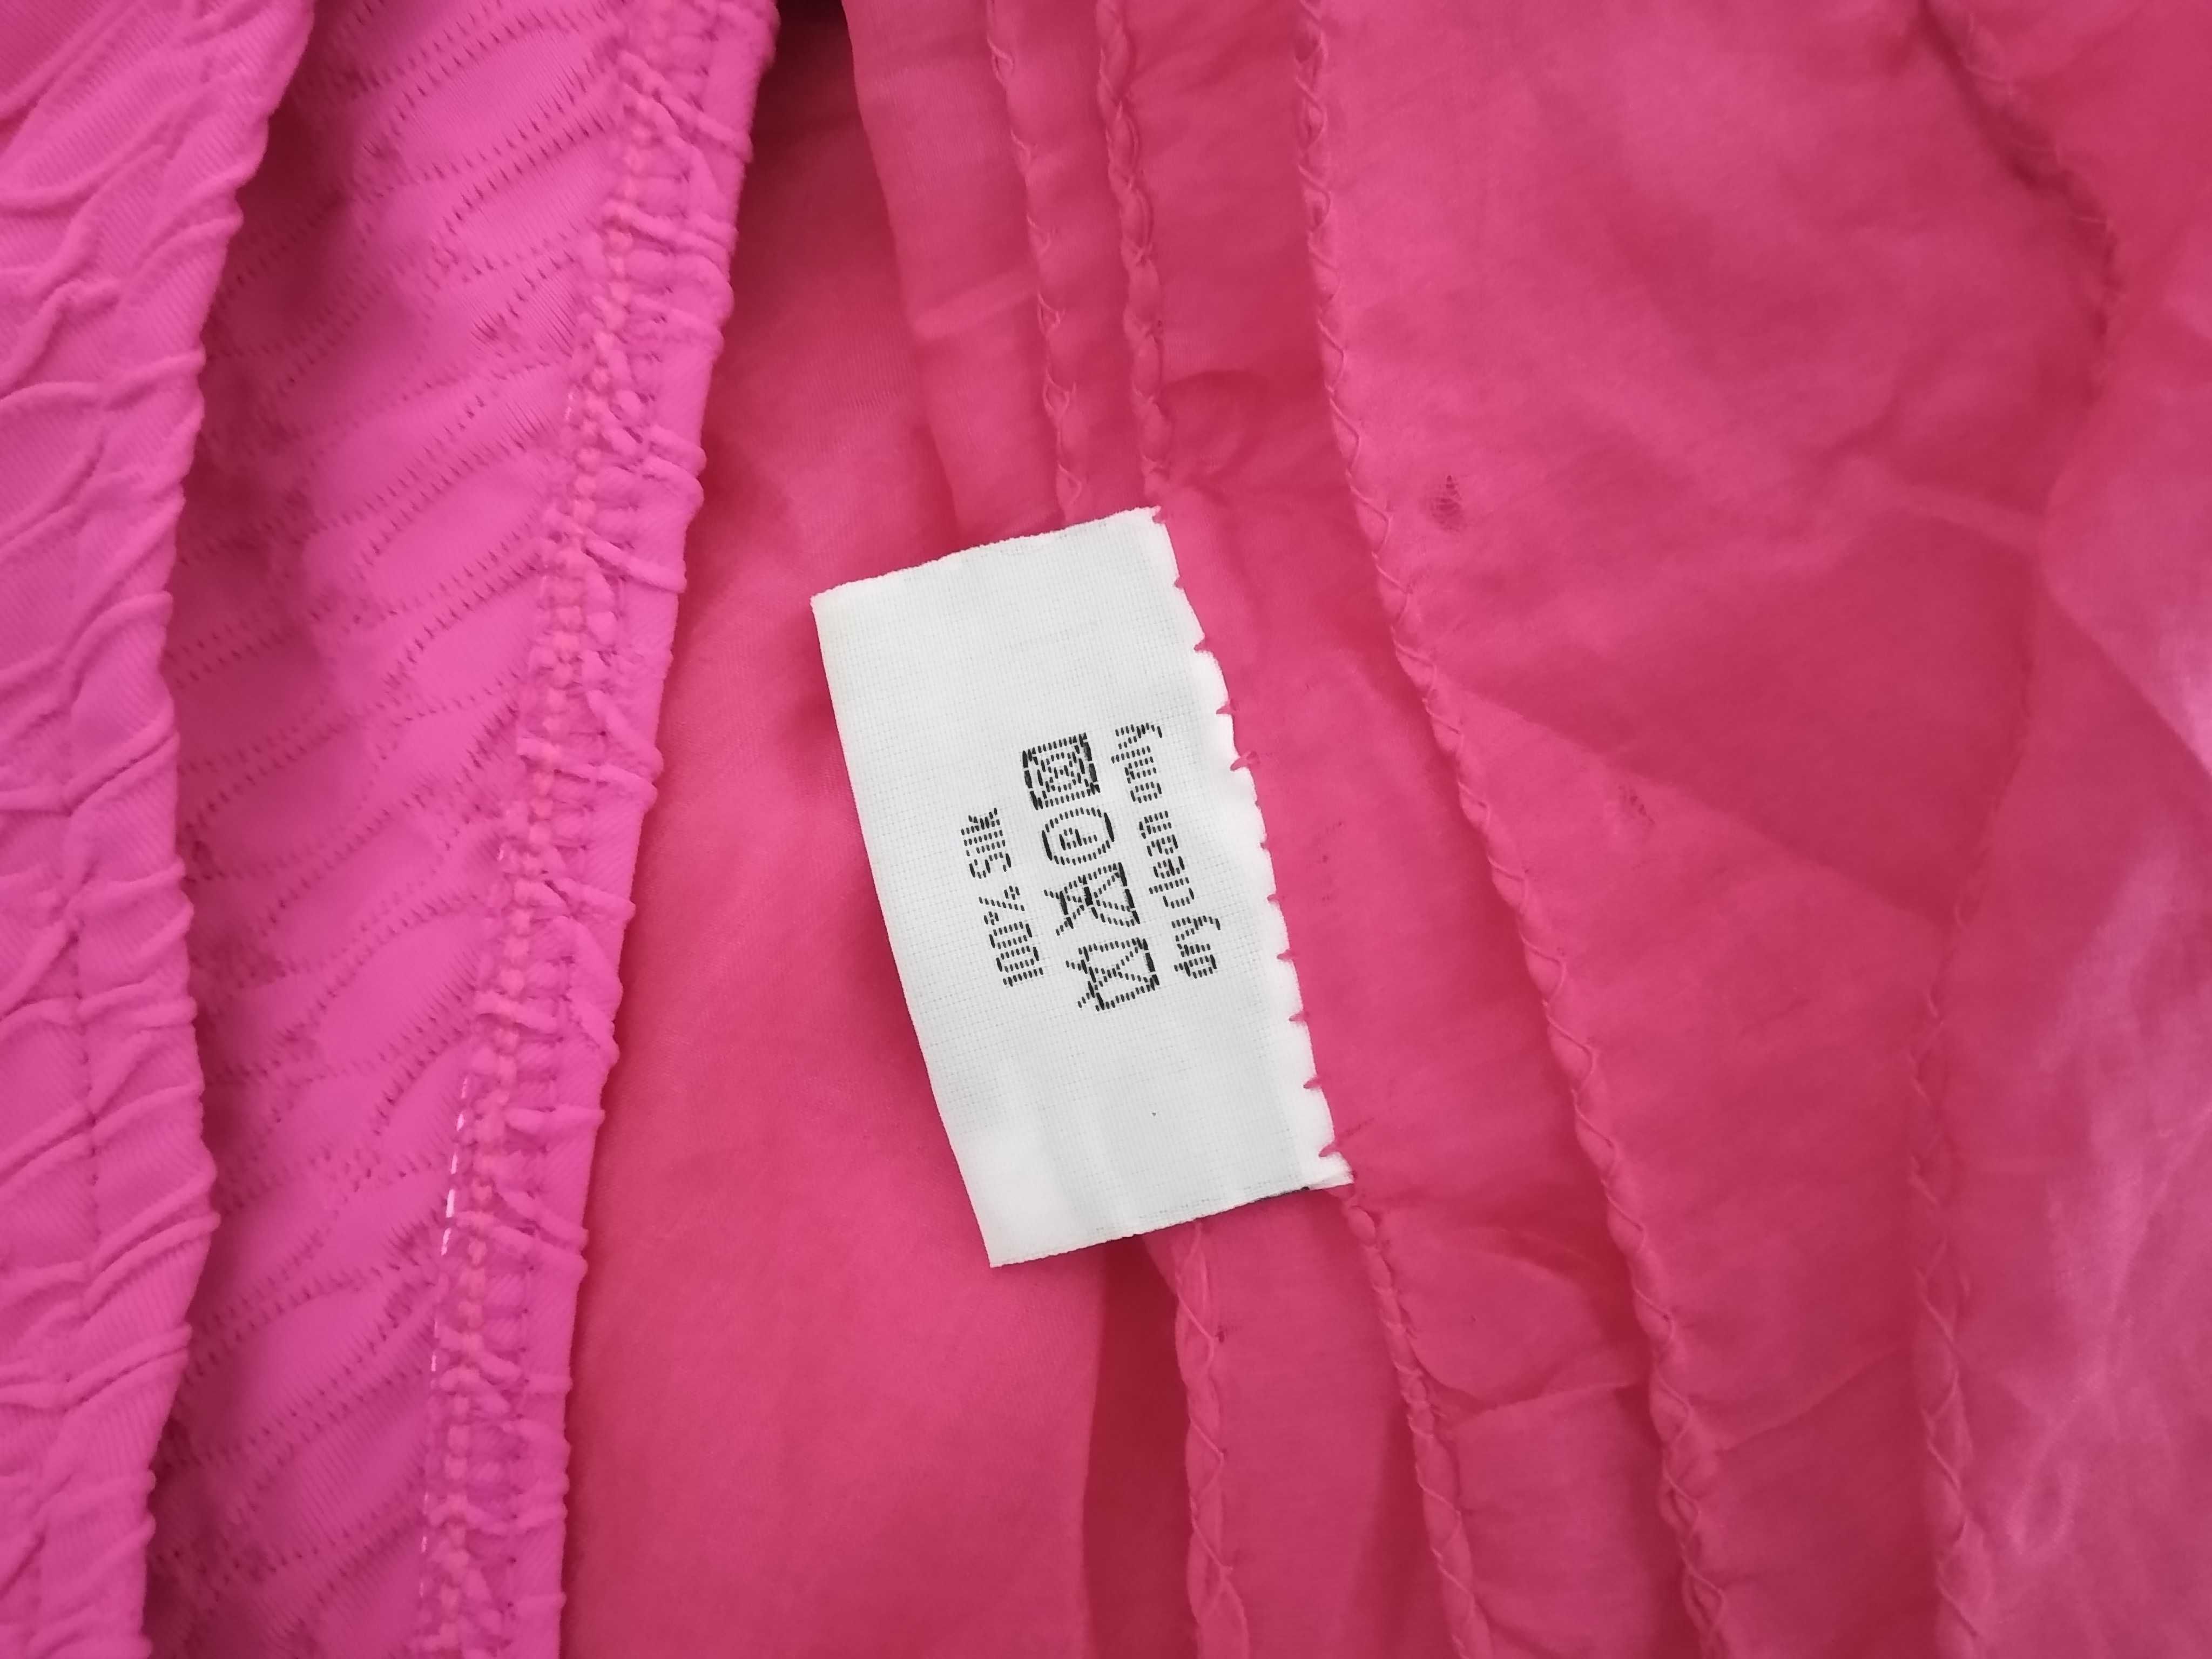 100% Silk
P
dry clean only